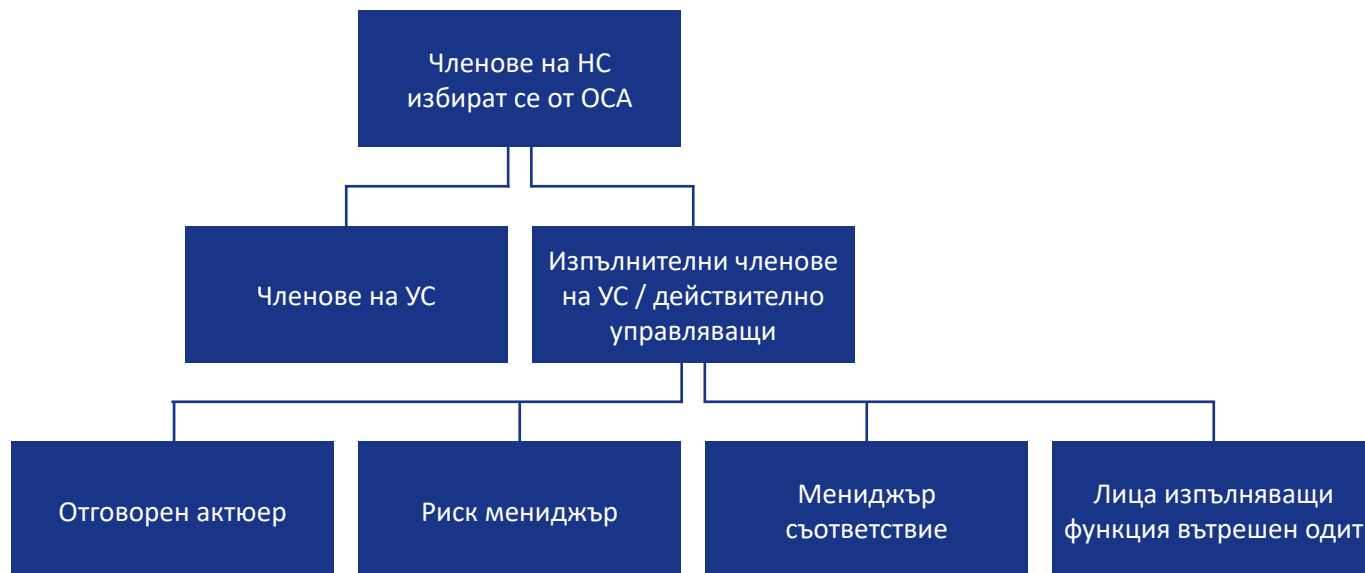 Членове на НС
избират се от ОСА
Членове на УС
Изпълнителни членове
на УС / действително
управляващи
Отговорен актюер
Риск мениджър
Мениджър
съответствие
Лица изпълняващи
функция вътрешен одит